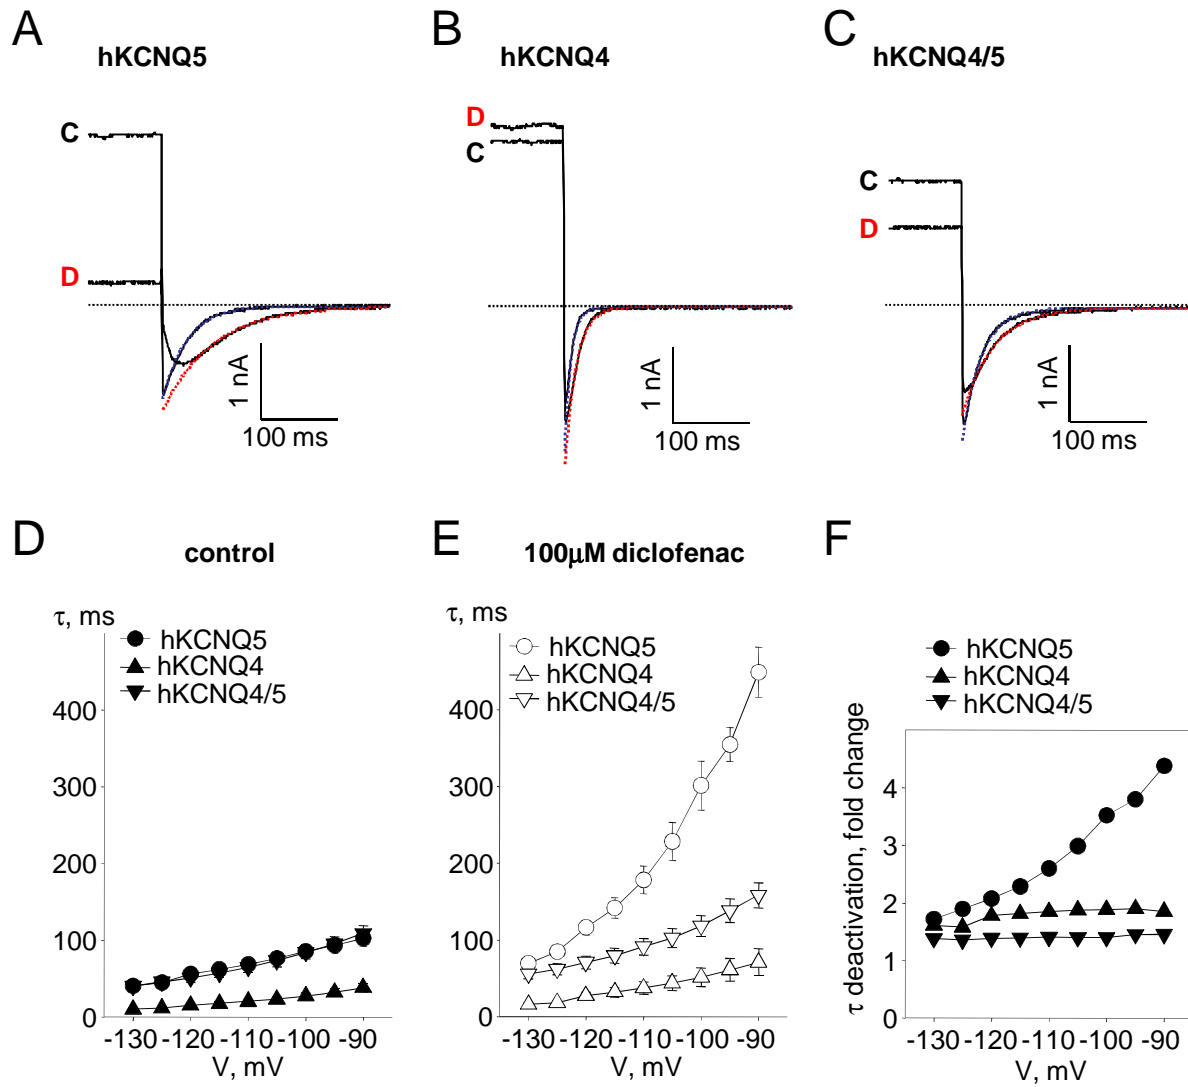 A
B
C
hKCNQ5
hKCNQ4
hKCNQ4/5
C
D
1 nA
100 ms
D
C
1 nA
100 ms
C
D
1 nA
100 ms
D
control
τ, ms
hKCNQ5
hKCNQ4
hKCNQ4/5
400
300
200
100
0
-130 -120 -110 -100 -90
V, mV
E
100µM diclofenac
τ, ms
hKCNQ5
hKCNQ4
hKCNQ4/5
400
300
200
100
0
-130 -120 -110 -100 -90
V, mV
F
hKCNQ5
hKCNQ4
hKCNQ4/5
τ deactivation, fold change
4
3
2
1
0
-130 -120 -110 -100 -90
V, mV